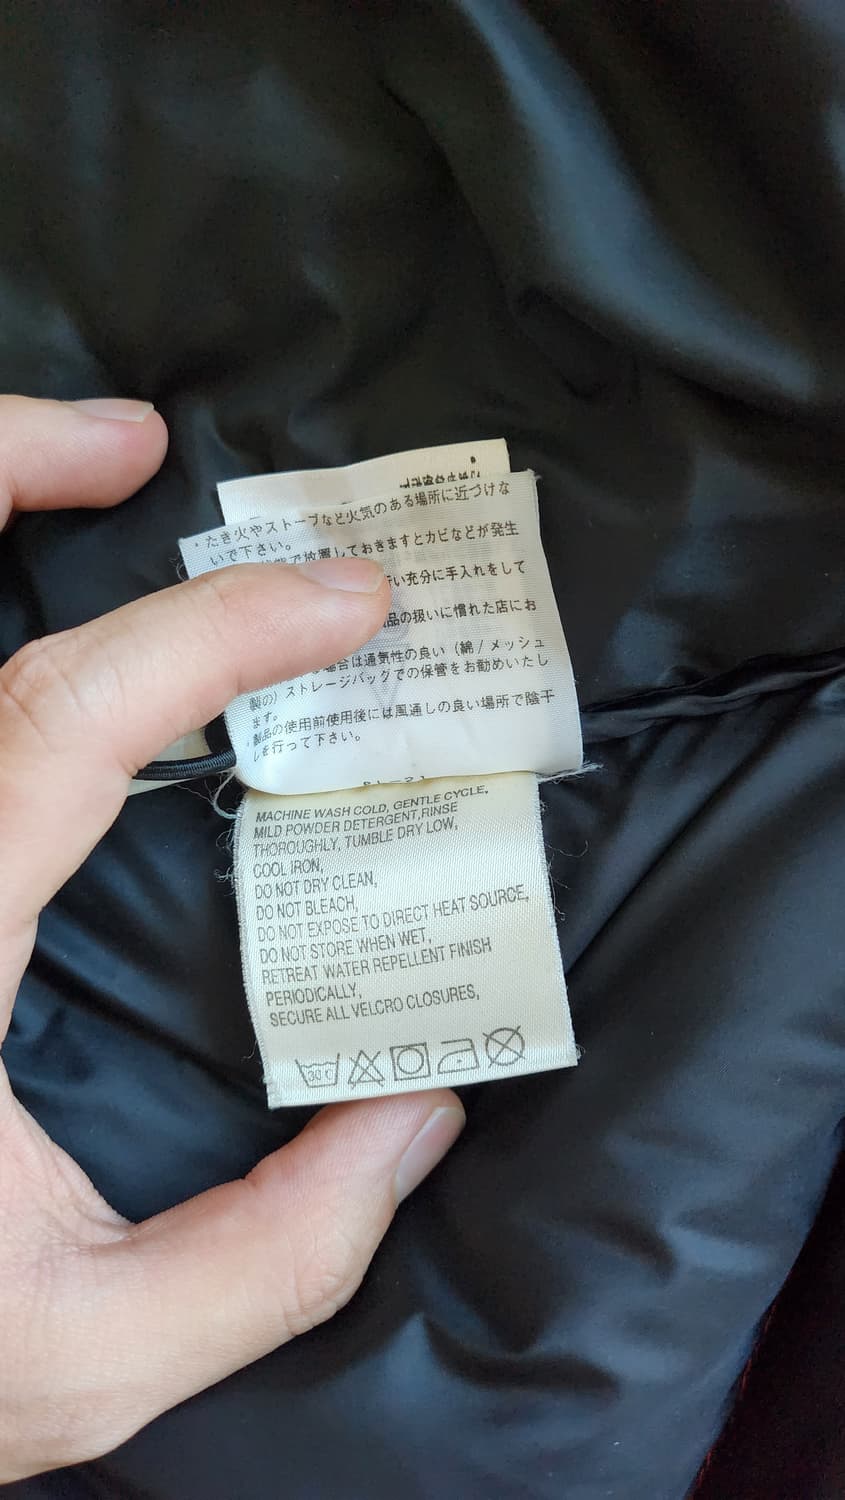 ・たき火やストーブなど火気のある場所に近づけな
いで下さい。
で放置しておきますとカビなどが発生
い充分に手入れをして
品の扱いに慣れた店にお
場合は通気性の良い（綿/メッシュ
製の）ストレージバッグでの保管をお勧めいたし
ます。
・製品の使用前使用後には風通しの良い場所で陰干
しを行って下さい。
MACHINE WASH COLD, GENTLE CYCLE,
MILD POWDER DETERGENT,RINSE
THOROUGHLY, TUMBLE DRY LOW,
COOL IRON,
DO NOT DRY CLEAN,
DO NOT BLEACH,
DO NOT EXPOSE TO DIRECT HEAT SOURCE,
DO NOT STORE WHEN WET,
RETREAT WATER REPELLENT FINISH
PERIODICALLY,
SECURE ALL VELCRO CLOSURES,
30 C